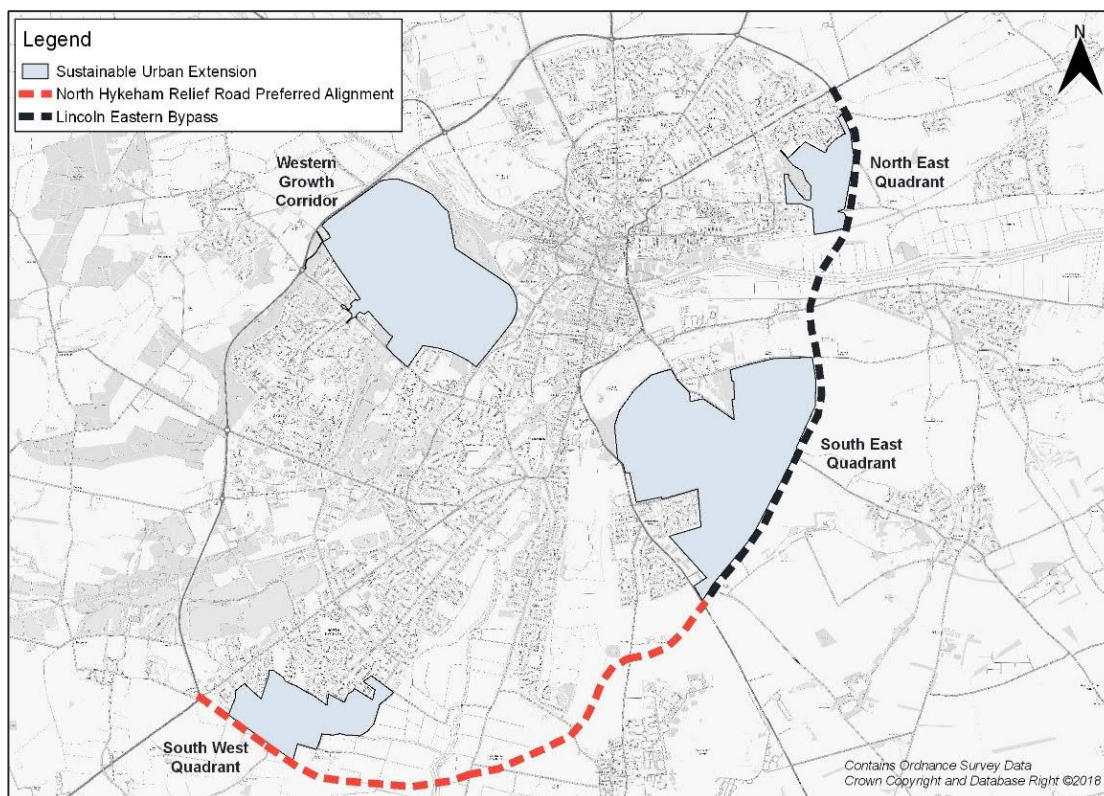 Legend
Sustainable Urban Extension
North Hykeham Relief Road Preferred Alignment
Lincoln Eastern Bypass
N
Western
Growth
Corridor
North East
Quadrant
South East
Quadrant
South West
Quadrant
Contains Ordnance Survey Data
Crown Copyright and Database Right ©2018